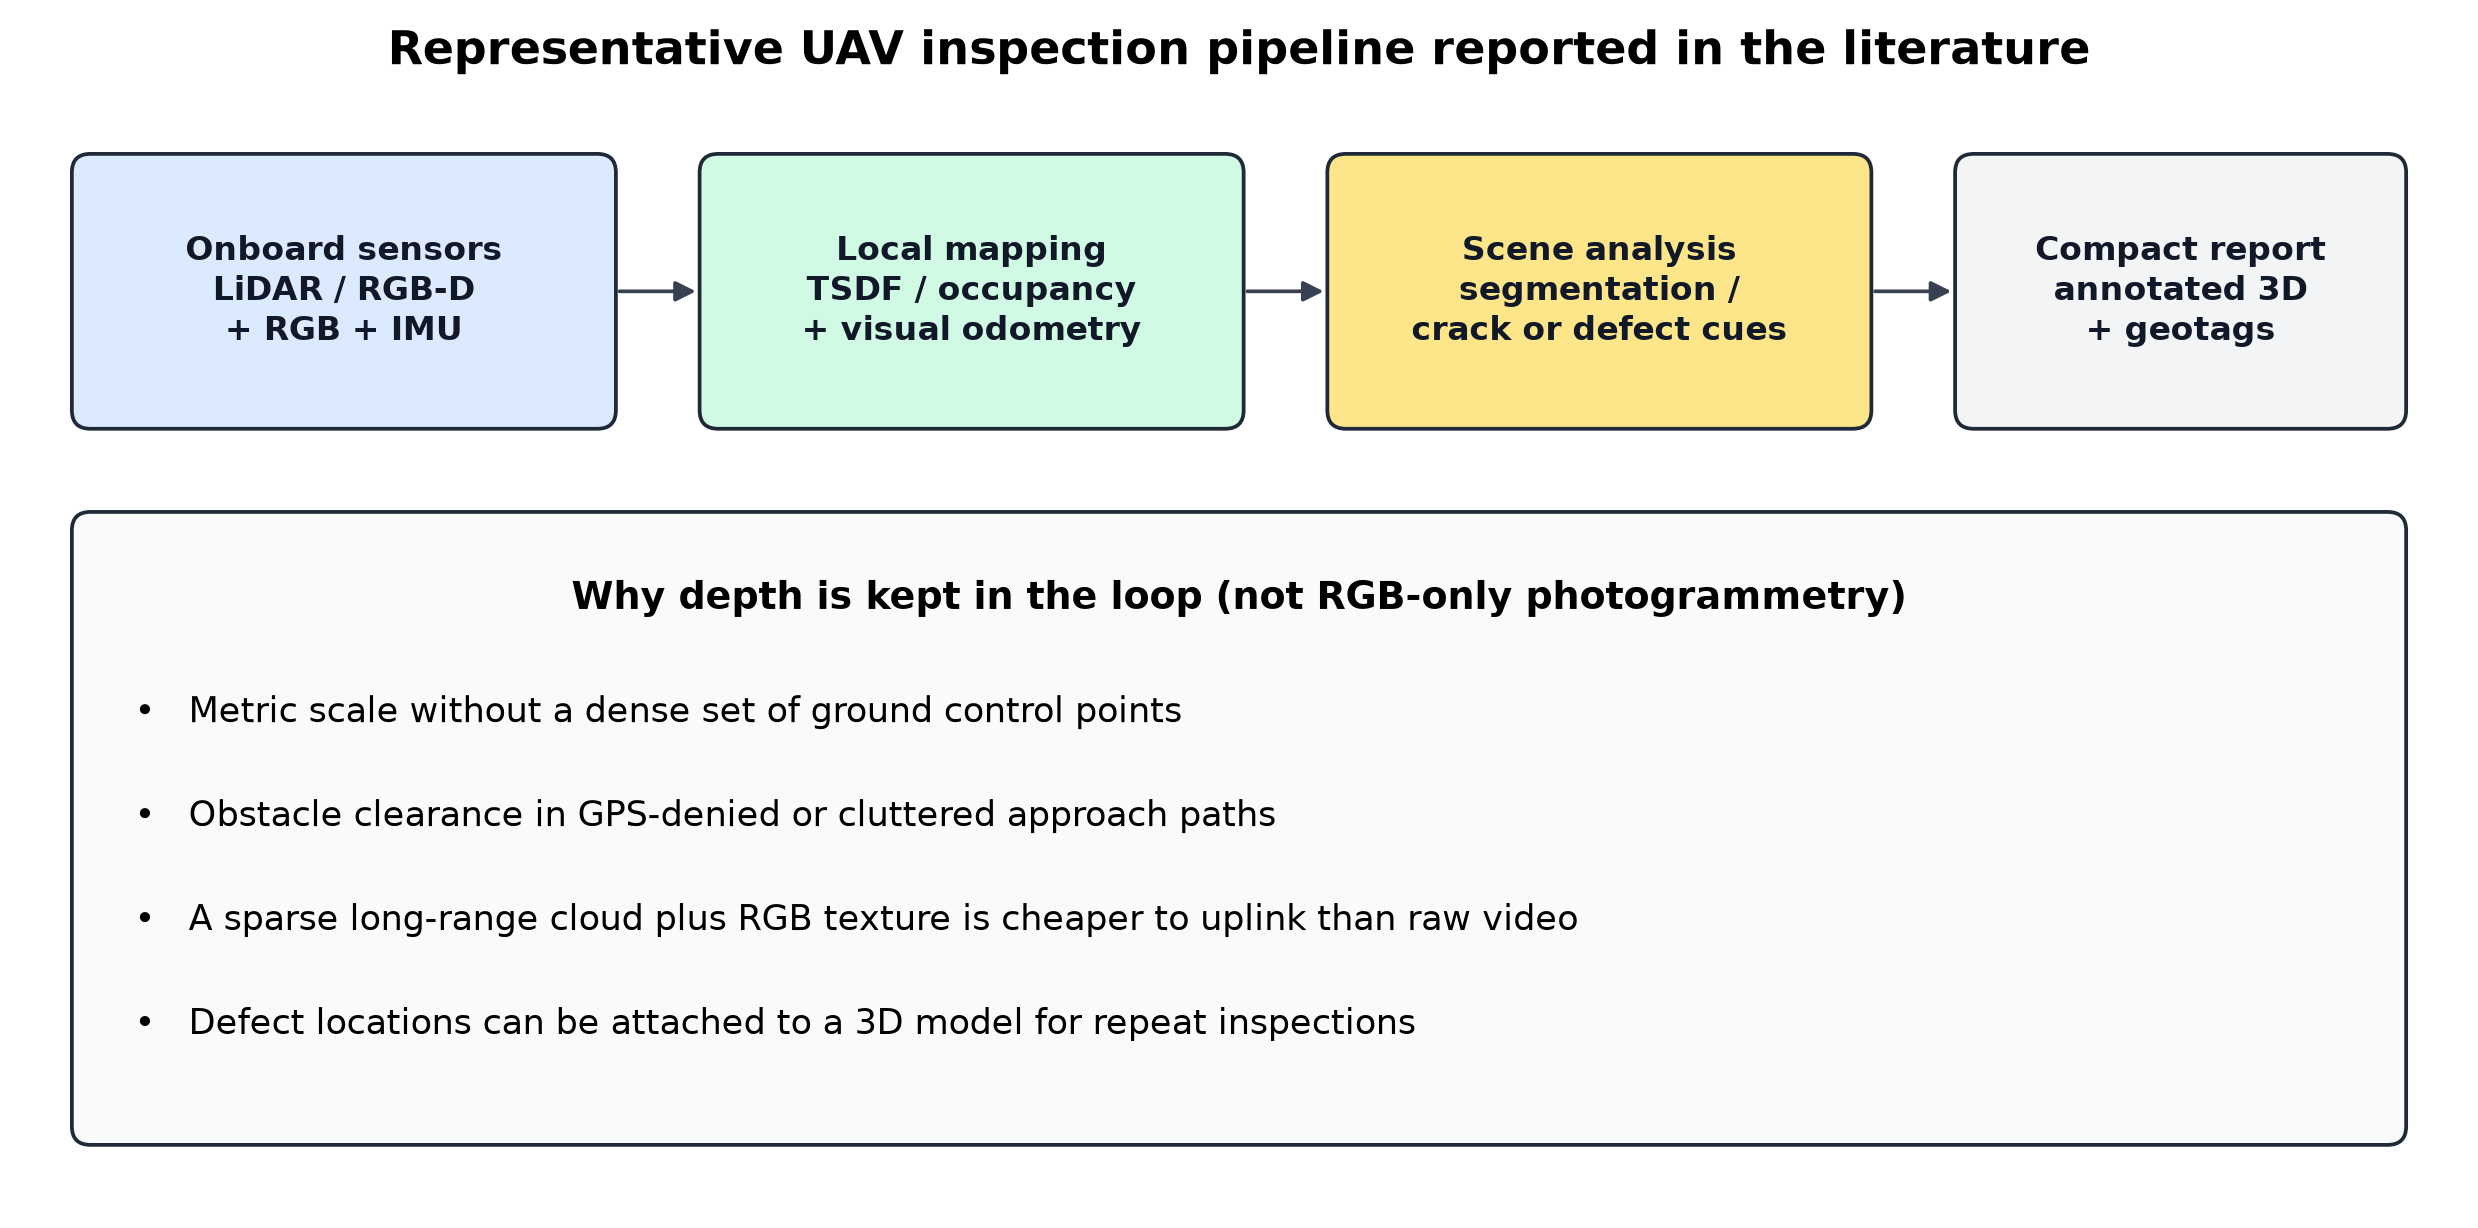 Representative UAV inspection pipeline reported in the literature
Onboard sensors
LiDAR / RGB-D
+ RGB + IMU
Local mapping
TSDF / occupancy
+ visual odometry
Scene analysis
segmentation /
crack or defect cues
Compact report
annotated 3D
+ geotags
Why depth is kept in the loop (not RGB-only photogrammetry)
• Metric scale without a dense set of ground control points
• Obstacle clearance in GPS-denied or cluttered approach paths
• A sparse long-range cloud plus RGB texture is cheaper to uplink than raw video
• Defect locations can be attached to a 3D model for repeat inspections